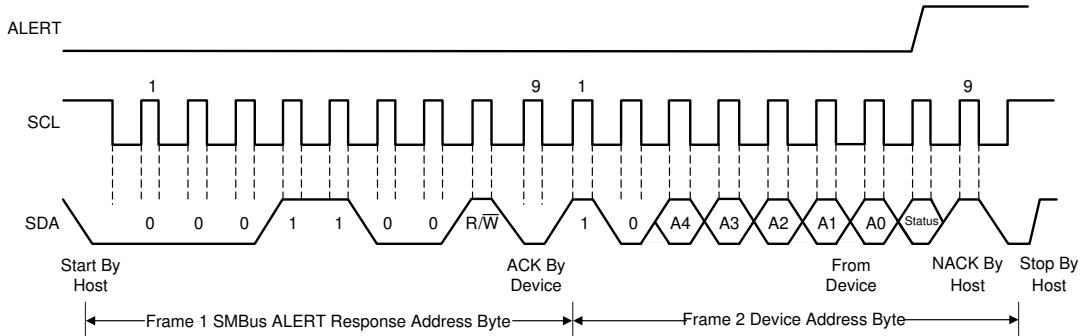 ALERT
1 9 1 9
SCL
SDA 0 0 0 1 1 0 0 R/W̅ 1 0 A4 A3 A2 A1 A0 Status
Start By
Host
ACK By
Device
From
Device
NACK By
Host
Stop By
Host
Frame 1 SMBus ALERT Response Address Byte
Frame 2 Device Address Byte